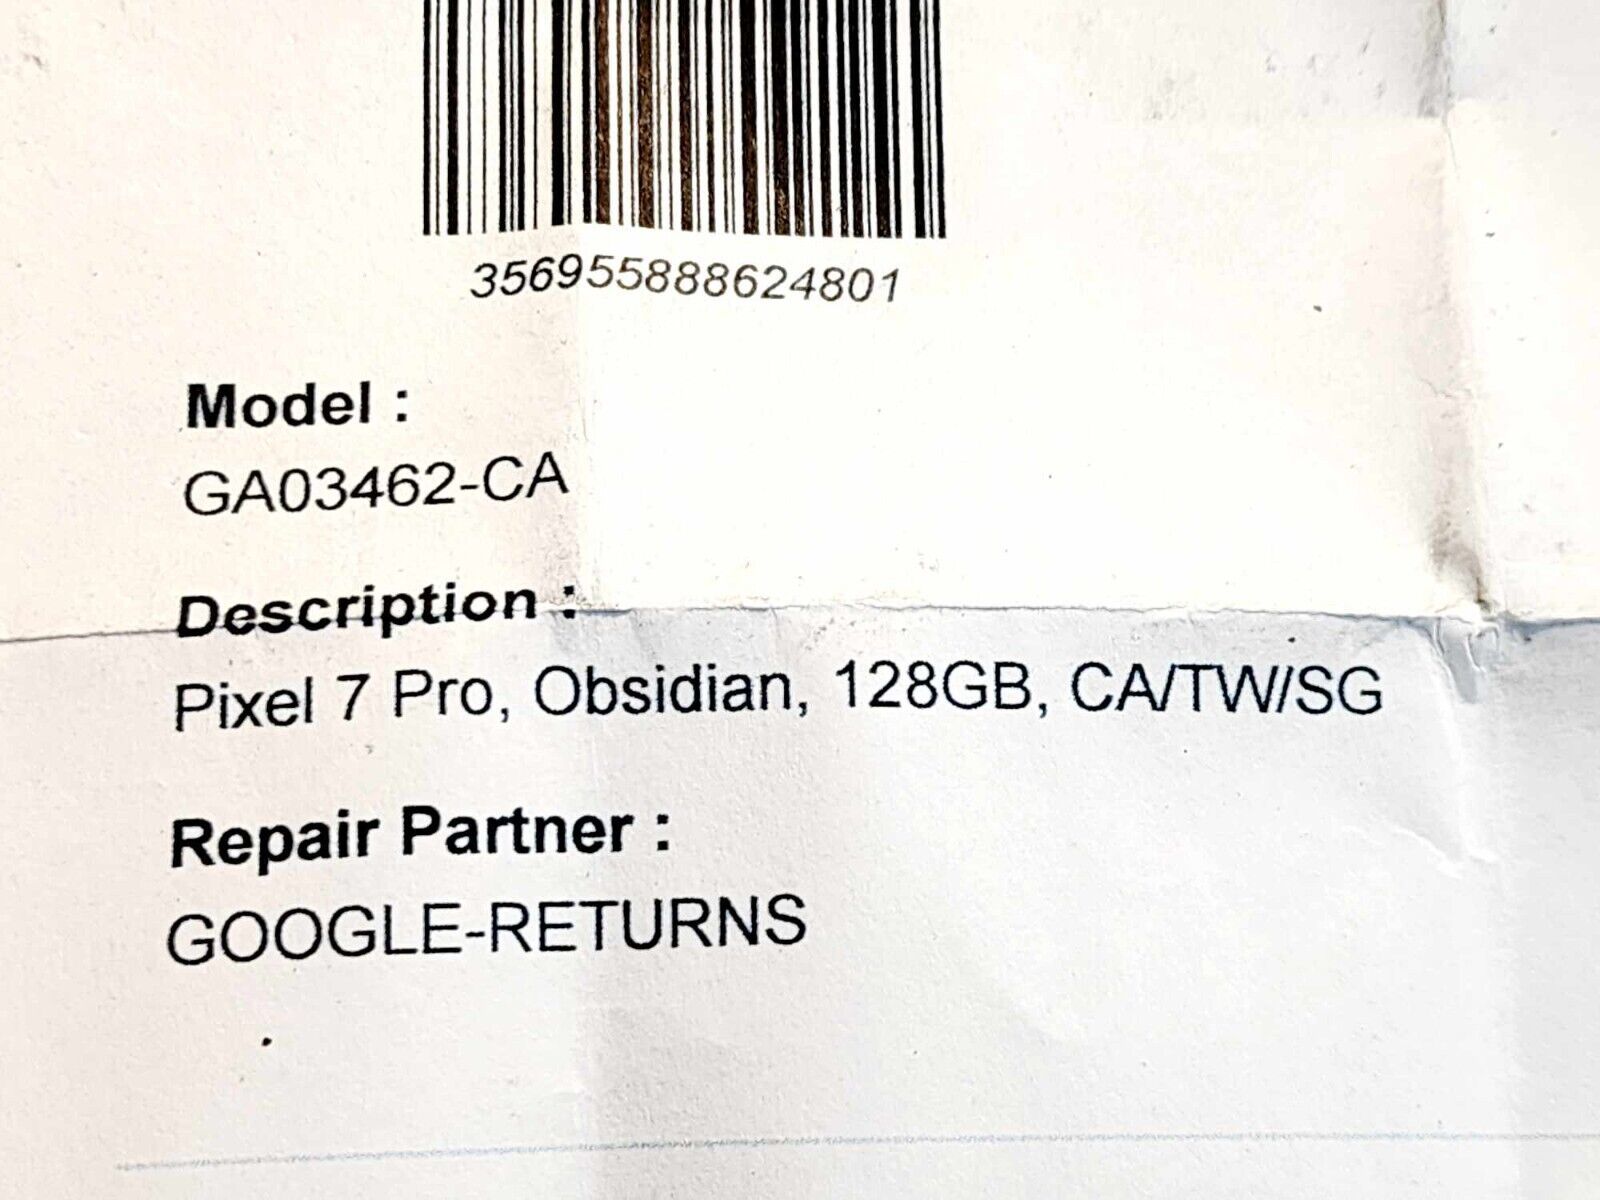 356955888624801
Model :
GA03462-CA
Description :
Pixel 7 Pro, Obsidian, 128GB, CA/TW/SG
Repair Partner :
GOOGLE-RETURNS